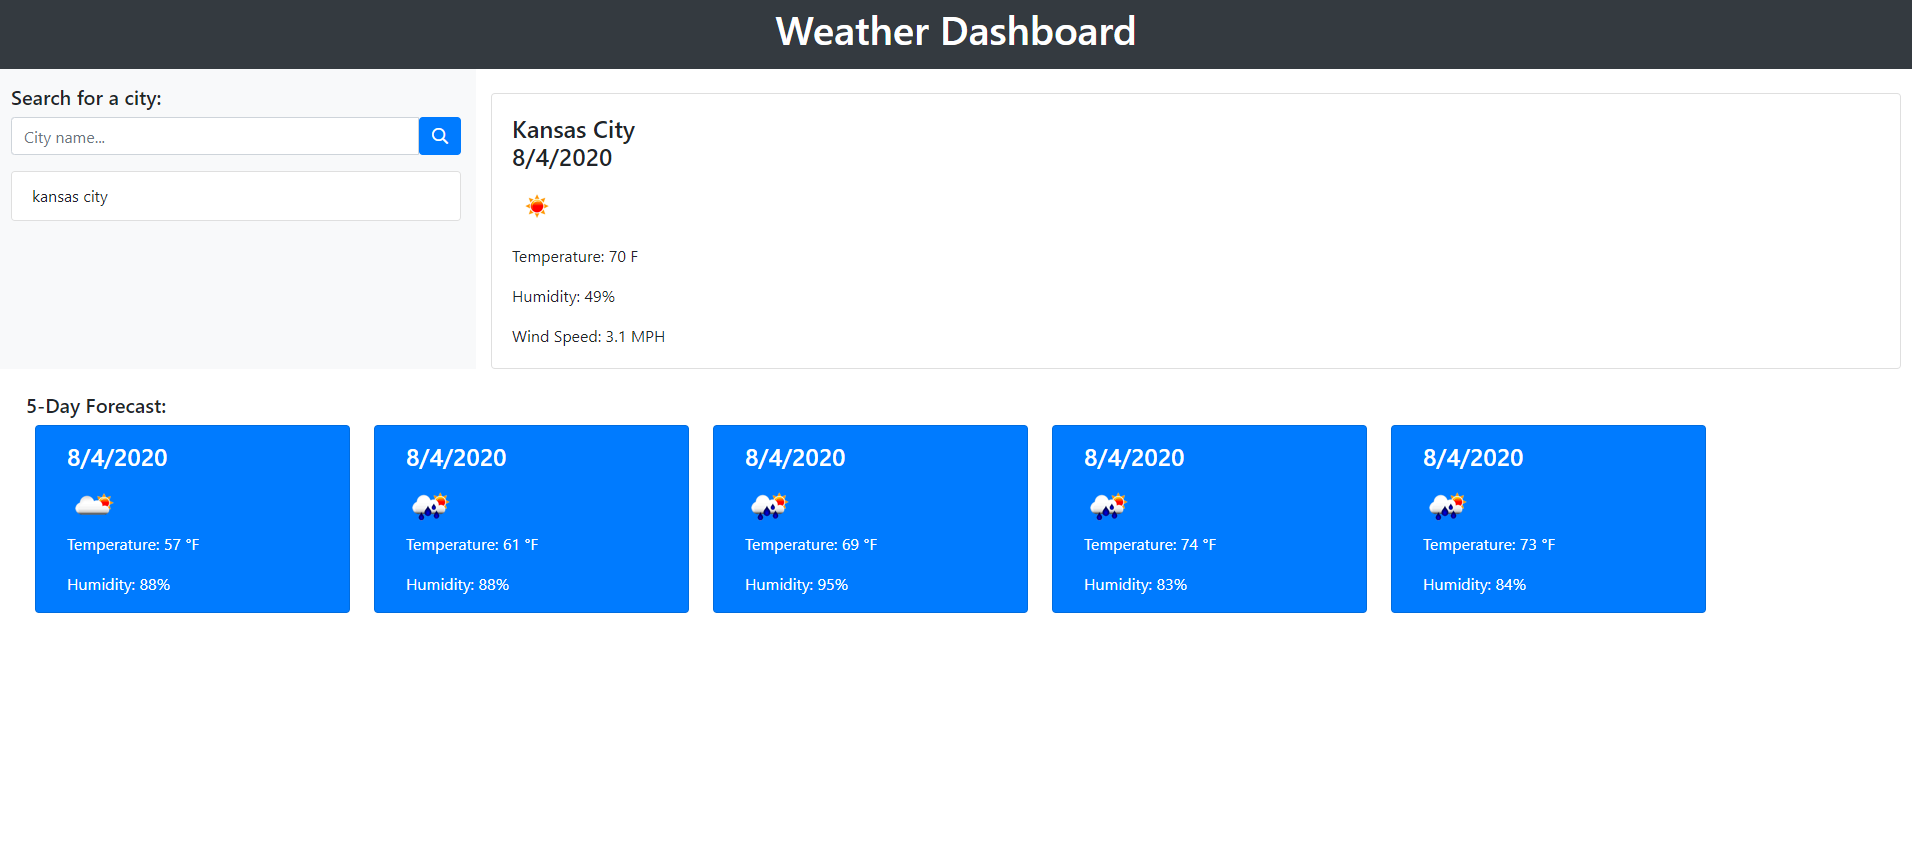 Weather Dashboard
Search for a city:
City name...
kansas city
Kansas City
8/4/2020
Temperature: 70 F
Humidity: 49%
Wind Speed: 3.1 MPH
5-Day Forecast:
8/4/2020
Temperature: 57 °F
Humidity: 88%
8/4/2020
Temperature: 61 °F
Humidity: 88%
8/4/2020
Temperature: 69 °F
Humidity: 95%
8/4/2020
Temperature: 74 °F
Humidity: 83%
8/4/2020
Temperature: 73 °F
Humidity: 84%